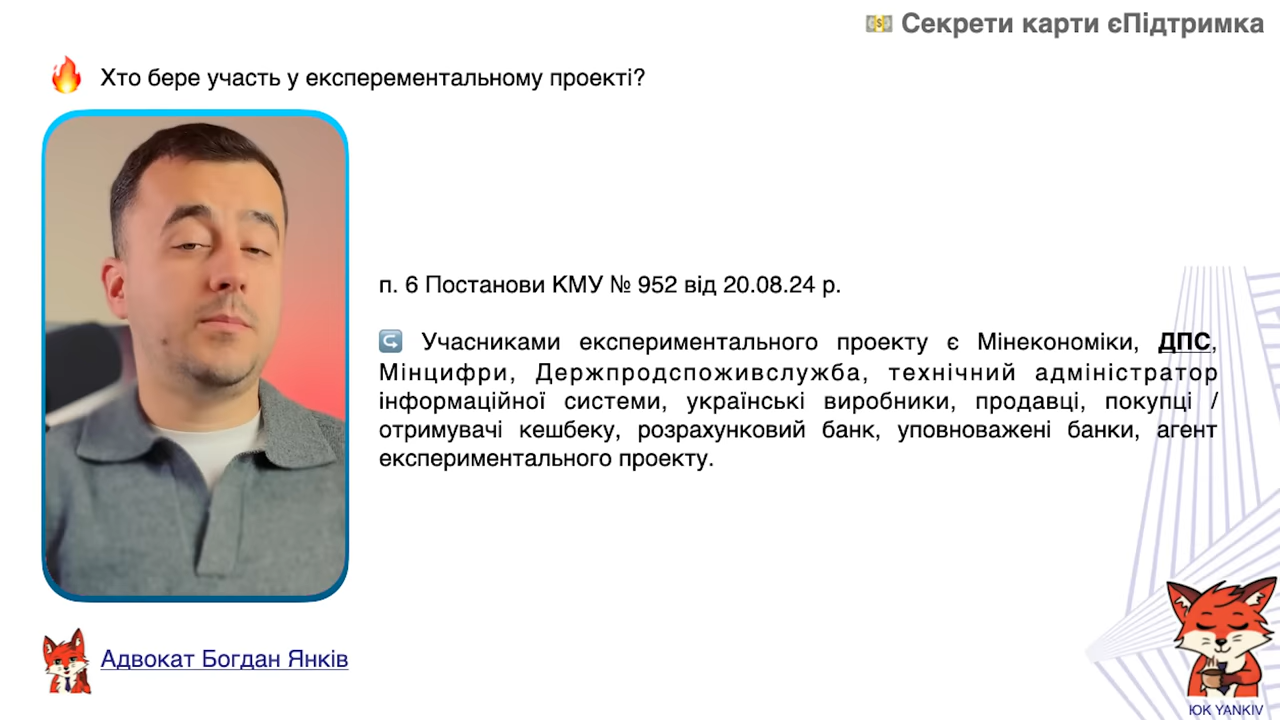 Секрети карти єПідтримка
Хто бере участь у експерементальному проекті?
п. 6 Постанови КМУ № 952 від 20.08.24 р.
Учасниками експериментального проекту є Мінекономіки, ДПС,
Мінцифри, Держпродспоживслужба, технічний адміністратор
інформаційної системи, українські виробники, продавці, покупці /
отримувачі кешбеку, розрахунковий банк, уповноважені банки, агент
експериментального проекту.
Адвокат Богдан Янків
ЮК YANKIV